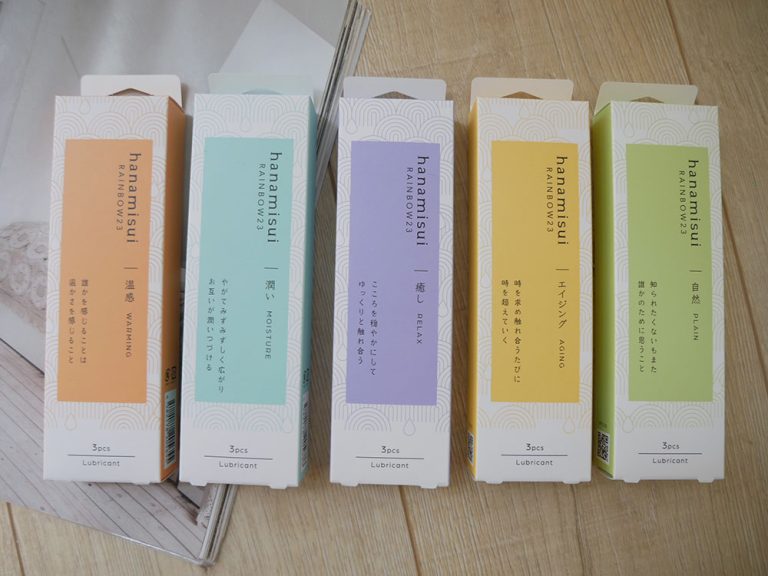 hanamisui
RAINBOW23
温感 WARMING
誰かを感じることは
温かさを感じること
3pcs
Lubricant
hanamisui
RAINBOW23
潤い MOISTURE
やがてみずみずしく広がり
お互いが潤いつづける
3pcs
Lubricant
hanamisui
RAINBOW23
癒し RELAX
こころを穏やかにして
ゆっくりと触れ合う
3pcs
Lubricant
hanamisui
RAINBOW23
エイジング AGING
時を求め触れ合うたびに
時を超えていく
3pcs
Lubricant
hanamisui
RAINBOW23
自然 PLAIN
知られたくないもまた
誰かのために思うこと
3pcs
Lubricant